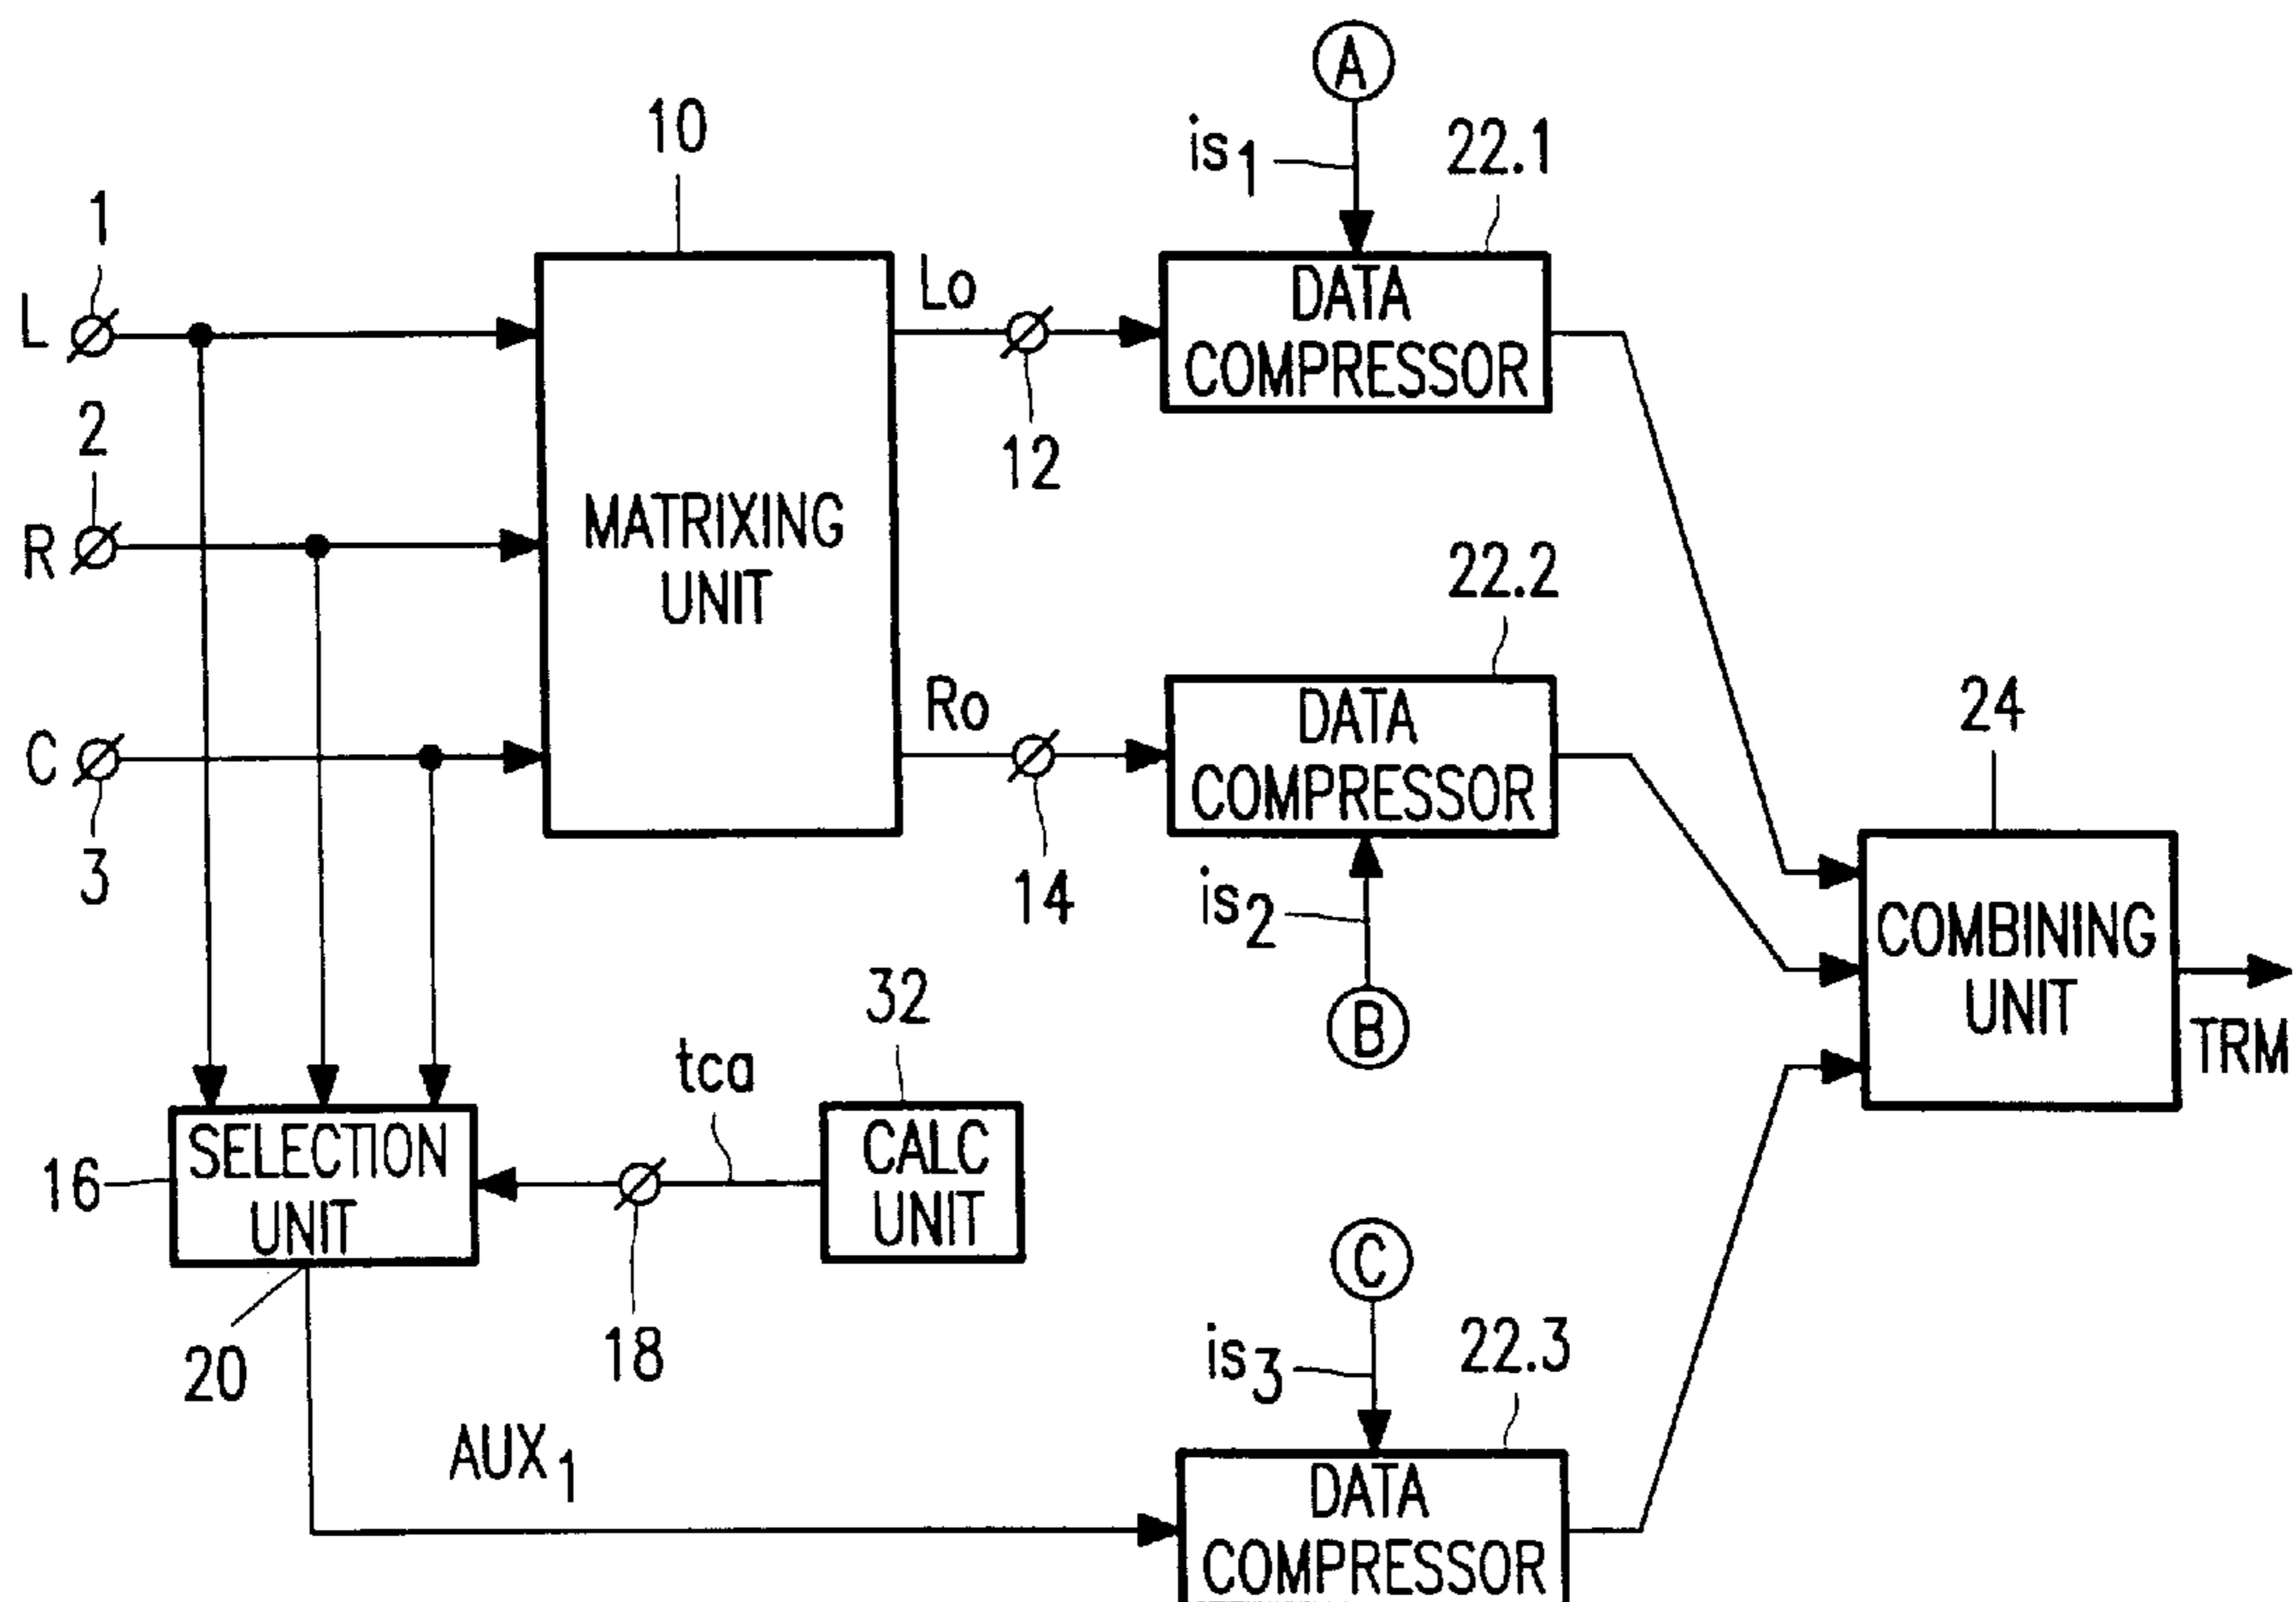 A
10
is1
22.1
1
L
Lo
DATA
COMPRESSOR
2
12
R
MATRIXING
UNIT
22.2
Ro
DATA
COMPRESSOR
24
C
3
14
is2
COMBINING
UNIT
32
B
TRM
tca
SELECTION
UNIT
CALC
UNIT
16
C
20
18
is3
22.3
AUX1
DATA
COMPRESSOR